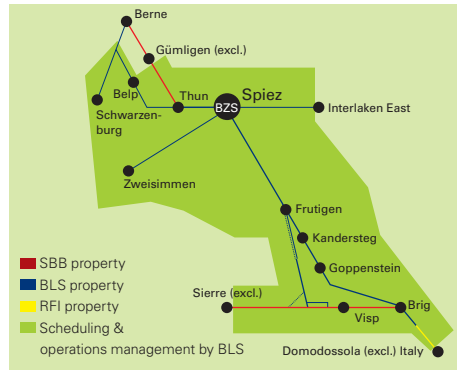 Berne
Gümligen (excl.)
Belp
Thun
Spiez
BZS
Interlaken East
Schwarzen-
burg
Zweisimmen
Frutigen
Kandersteg
Goppenstein
Sierre (excl.)
Visp
Brig
Domodossola (excl.) Italy
SBB property
BLS property
RFI property
Scheduling &
operations management by BLS